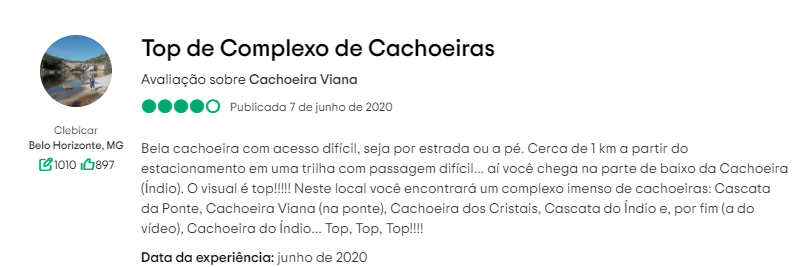 Top de Complexo de Cachoeiras
Avaliação sobre Cachoeira Viana
Publicada 7 de junho de 2020
Clebicar
Belo Horizonte, MG
1010 897
Bela cachoeira com acesso difícil, seja por estrada ou a pé. Cerca de 1 km a partir do
estacionamento em uma trilha com passagem difícil... aí você chega na parte de baixo da Cachoeira
(Índio). O visual é top!!!!! Neste local você encontrará um complexo imenso de cachoeiras: Cascata
da Ponte, Cachoeira Viana (na ponte), Cachoeira dos Cristais, Cascata do Índio e, por fim (a do
vídeo), Cachoeira do Índio... Top, Top, Top!!!!
Data da experiência: junho de 2020